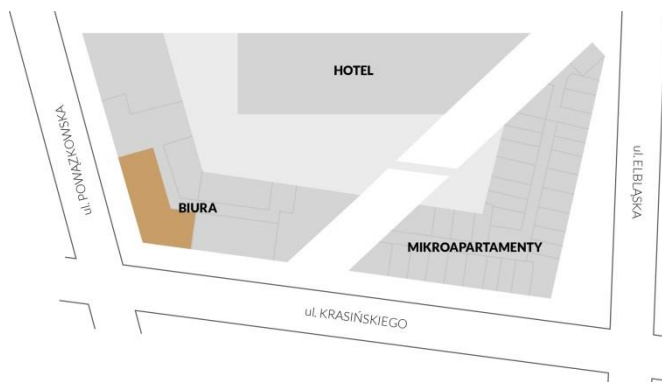 HOTEL
ul. POWĄZKOWSKA
BIURA
ul. ELBLĄSKA
MIKROAPARTAMENTY
ul. KRASIŃSKIEGO